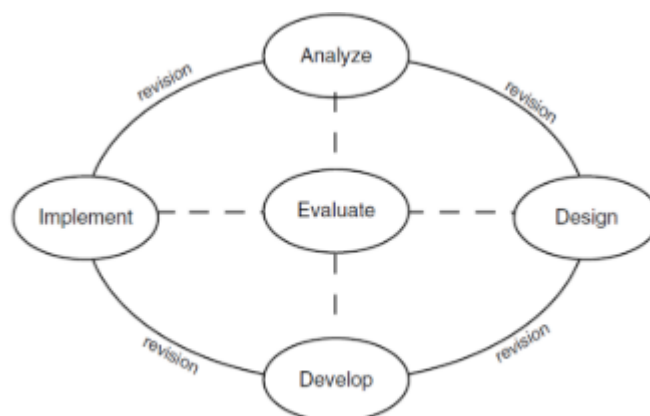 Analyze
revision
revision
Implement
Evaluate
Design
revision
revision
Develop